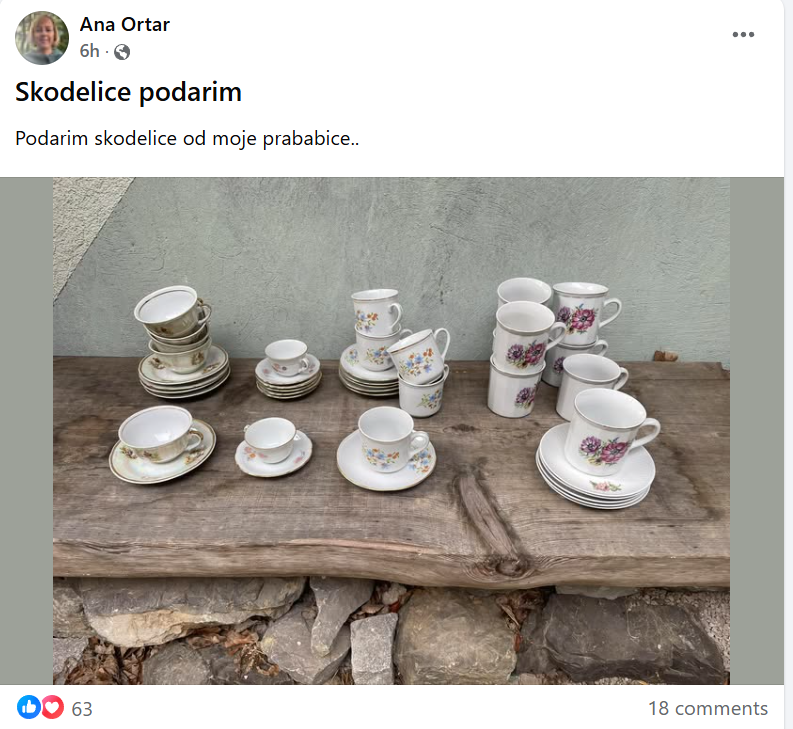 Ana Ortar
6h ·
Skodelice podarim
Podarim skodelice od moje prababice..
63
18 comments